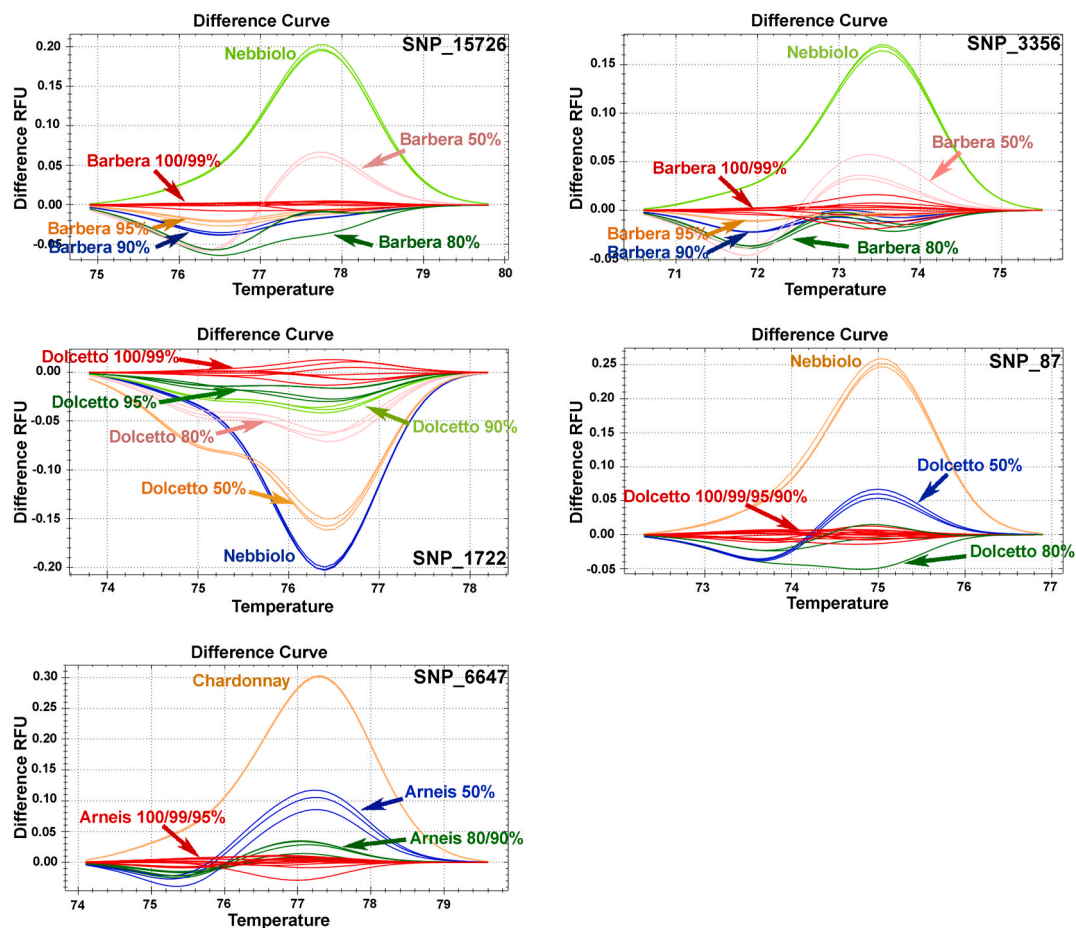 Difference Curve
SNP_15726
Nebbiolo
Barbera 50%
Barbera 100/99%
Barbera 95%
Barbera 90%
Barbera 80%
Difference RFU
0.20
0.15
0.10
0.05
0.00
-0.05
75 76 77 78 79 80
Temperature
Difference Curve
SNP_3356
Nebbiolo
Barbera 50%
Barbera 100/99%
Barbera 95%
Barbera 90%
Barbera 80%
Difference RFU
0.15
0.10
0.05
0.00
-0.05
71 72 73 74 75
Temperature
Difference Curve
Dolcetto 100/99%
Dolcetto 95%
Dolcetto 90%
Dolcetto 80%
Dolcetto 50%
Nebbiolo
SNP_1722
Difference RFU
0.00
-0.05
-0.10
-0.15
-0.20
74 75 76 77 78
Temperature
Difference Curve
Nebbiolo
SNP_87
Dolcetto 50%
Dolcetto 100/99/95/90%
Dolcetto 80%
Difference RFU
0.25
0.20
0.15
0.10
0.05
0.00
-0.05
73 74 75 76 77
Temperature
Difference Curve
Chardonnay
SNP_6647
Arneis 50%
Arneis 100/99/95%
Arneis 80/90%
Difference RFU
0.30
0.25
0.20
0.15
0.10
0.05
0.00
74 75 76 77 78 79
Temperature